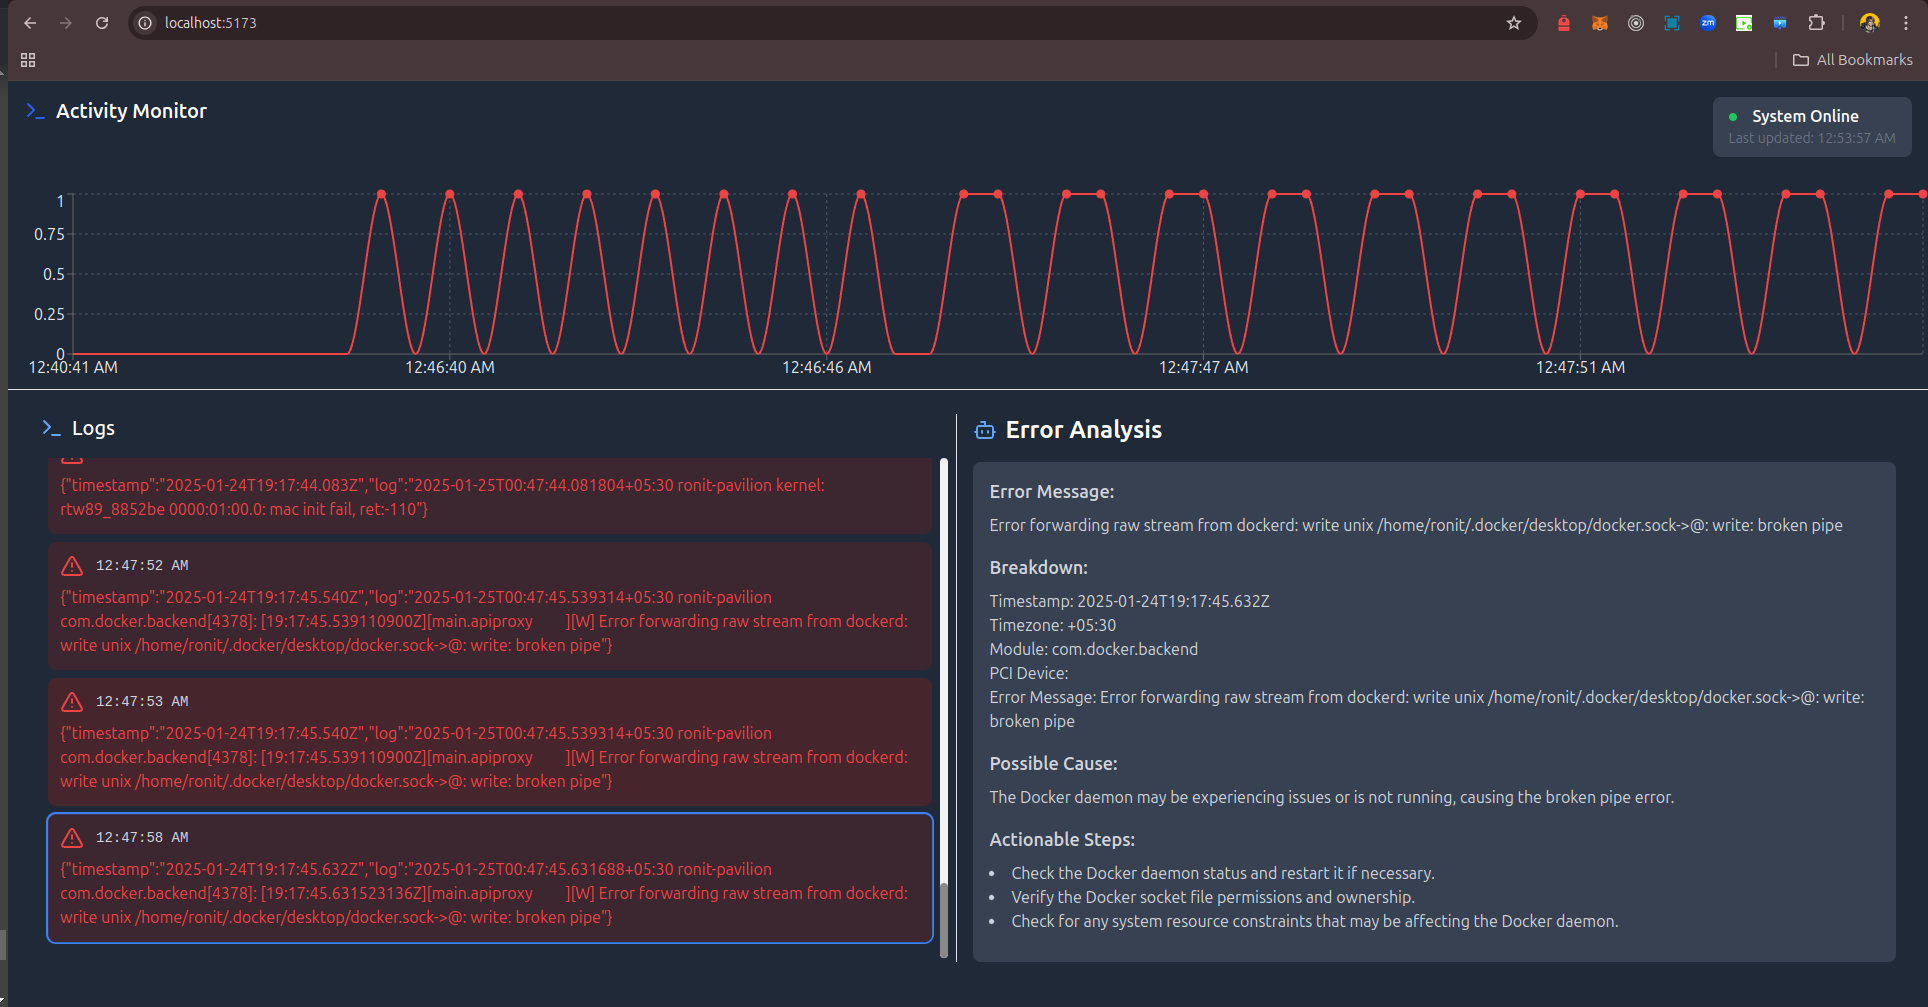 localhost:5173
zm
All Bookmarks
Activity Monitor
System Online
Last updated: 12:53:57 AM
1
0.75
0.5
0.25
0
12:40:41 AM 12:46:40 AM 12:46:46 AM 12:47:47 AM 12:47:51 AM
Logs
{"timestamp":"2025-01-24T19:17:44.083Z","log":"2025-01-25T00:47:44.081804+05:30 ronit-pavilion kernel:
rtw89_8852be 0000:01:00.0: mac init fail, ret:-110"}
12:47:52 AM
{"timestamp":"2025-01-24T19:17:45.540Z","log":"2025-01-25T00:47:45.539314+05:30 ronit-pavilion
com.docker.backend[4378]: [19:17:45.539110900Z][main.apiproxy        ][W] Error forwarding raw stream from dockerd:
write unix /home/ronit/.docker/desktop/docker.sock->@: write: broken pipe"}
12:47:53 AM
{"timestamp":"2025-01-24T19:17:45.540Z","log":"2025-01-25T00:47:45.539314+05:30 ronit-pavilion
com.docker.backend[4378]: [19:17:45.539110900Z][main.apiproxy        ][W] Error forwarding raw stream from dockerd:
write unix /home/ronit/.docker/desktop/docker.sock->@: write: broken pipe"}
12:47:58 AM
{"timestamp":"2025-01-24T19:17:45.632Z","log":"2025-01-25T00:47:45.631688+05:30 ronit-pavilion
com.docker.backend[4378]: [19:17:45.631523136Z][main.apiproxy        ][W] Error forwarding raw stream from dockerd:
write unix /home/ronit/.docker/desktop/docker.sock->@: write: broken pipe"}
Error Analysis
Error Message:
Error forwarding raw stream from dockerd: write unix /home/ronit/.docker/desktop/docker.sock->@: write: broken pipe
Breakdown:
Timestamp: 2025-01-24T19:17:45.632Z
Timezone: +05:30
Module: com.docker.backend
PCI Device:
Error Message: Error forwarding raw stream from dockerd: write unix /home/ronit/.docker/desktop/docker.sock->@: write:
broken pipe
Possible Cause:
The Docker daemon may be experiencing issues or is not running, causing the broken pipe error.
Actionable Steps:
• Check the Docker daemon status and restart it if necessary.
• Verify the Docker socket file permissions and ownership.
• Check for any system resource constraints that may be affecting the Docker daemon.